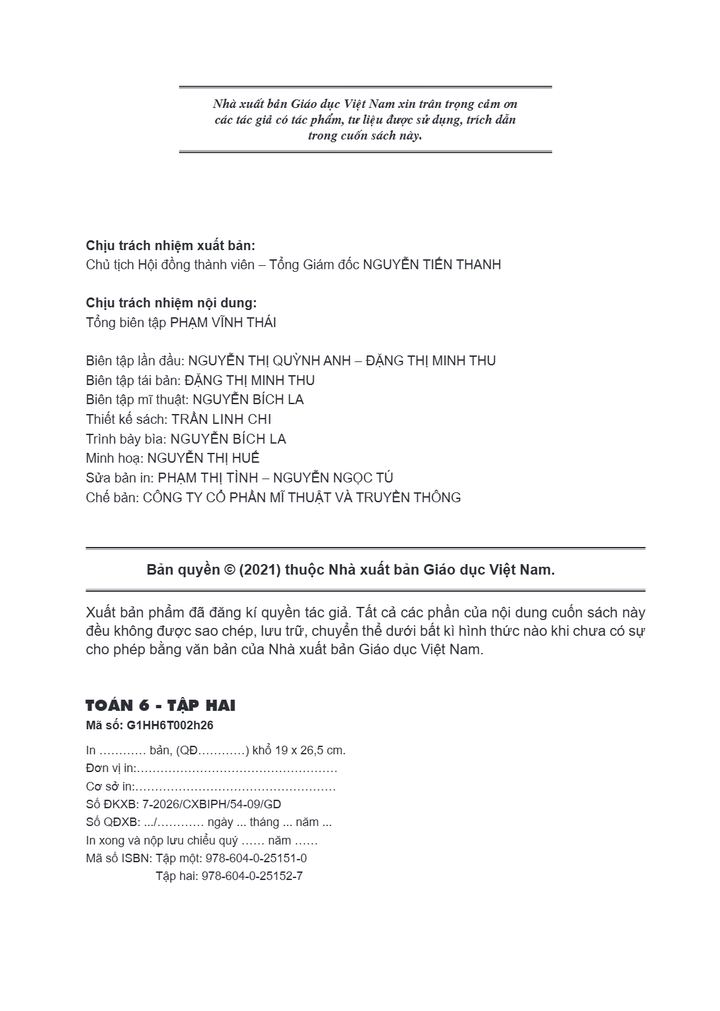 Nhà xuất bản Giáo dục Việt Nam xin trân trọng cảm ơn
các tác giả có tác phẩm, tư liệu được sử dụng, trích dẫn
trong cuốn sách này.
Chịu trách nhiệm xuất bản:
Chủ tịch Hội đồng thành viên – Tổng Giám đốc NGUYỄN TIẾN THANH
Chịu trách nhiệm nội dung:
Tổng biên tập PHẠM VĨNH THÁI
Biên tập lần đầu: NGUYỄN THỊ QUỲNH ANH – ĐẶNG THỊ MINH THU
Biên tập tái bản: ĐẶNG THỊ MINH THU
Biên tập mĩ thuật: NGUYỄN BÍCH LA
Thiết kế sách: TRẦN LINH CHI
Trình bày bìa: NGUYỄN BÍCH LA
Minh hoạ: NGUYỄN THỊ HUẾ
Sửa bản in: PHẠM THỊ TÌNH – NGUYỄN NGỌC TÚ
Chế bản: CÔNG TY CỔ PHẦN MĨ THUẬT VÀ TRUYỀN THÔNG
Bản quyền © (2021) thuộc Nhà xuất bản Giáo dục Việt Nam.
Xuất bản phẩm đã đăng kí quyền tác giả. Tất cả các phần của nội dung cuốn sách này
đều không được sao chép, lưu trữ, chuyển thể dưới bất kì hình thức nào khi chưa có sự
cho phép bằng văn bản của Nhà xuất bản Giáo dục Việt Nam.
TOÁN 6 - TẬP HAI
Mã số: G1HH6T002h26
In ………… bản, (QĐ…………) khổ 19 x 26,5 cm.
Đơn vị in:………………………………………………
Cơ sở in:………………………………………………
Số ĐKXB: 7-2026/CXBIPH/54-09/GD
Số QĐXB: .../………… ngày ... tháng ... năm ...
In xong và nộp lưu chiểu quý …… năm ……
Mã số ISBN: Tập một: 978-604-0-25151-0
Tập hai: 978-604-0-25152-7